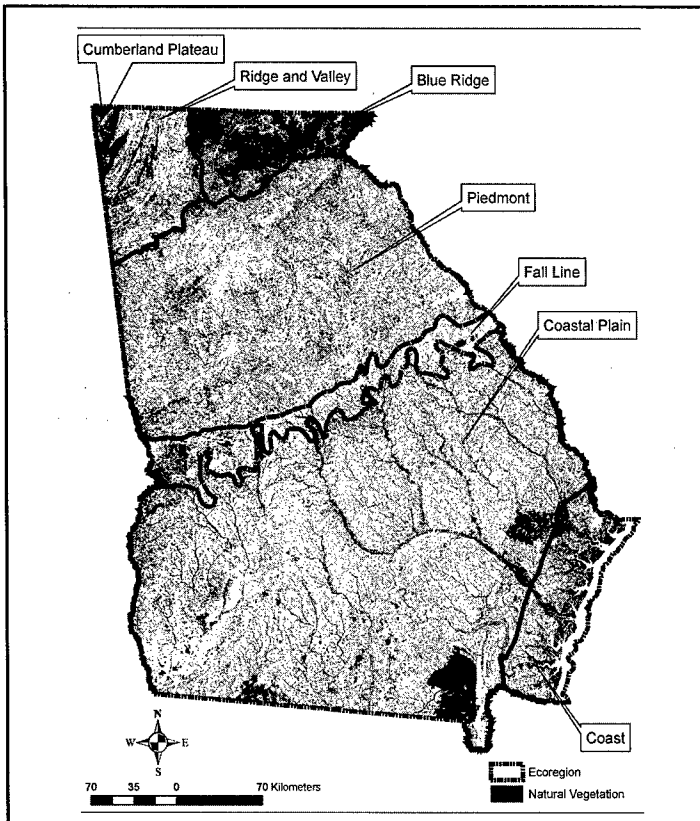 Cumberland Plateau
Ridge and Valley
Blue Ridge
Piedmont
Fall Line
Coastal Plain
N
W E
S
Coast
70 35 0 70 Kilometers
Ecoregion
Natural Vegetation